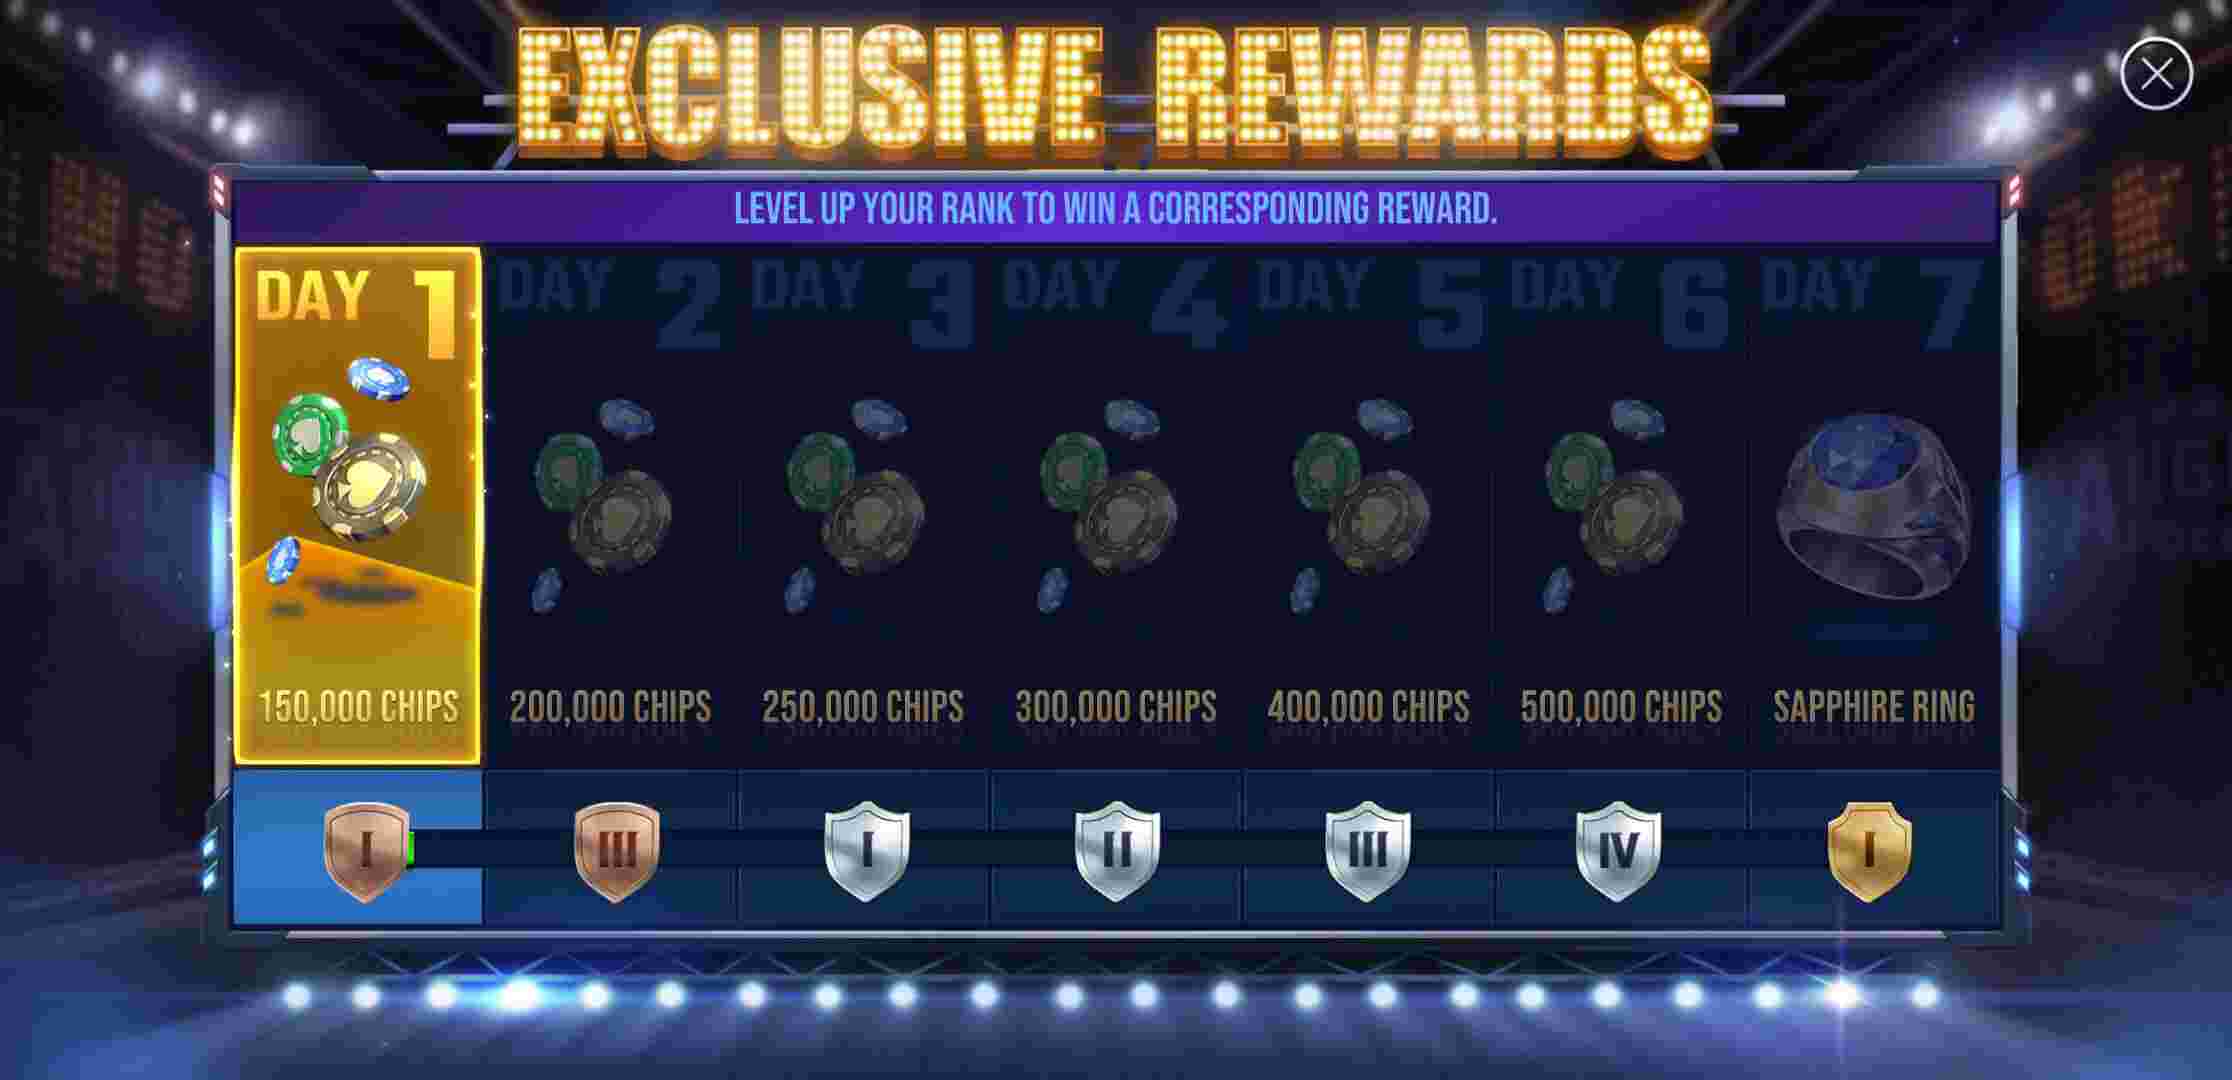 EXCLUSIVE REWARDS
LEVEL UP YOUR RANK TO WIN A CORRESPONDING REWARD.
DAY 1
DAY 2
DAY 3
DAY 4
DAY 5
DAY 6
DAY 7
150,000 CHIPS
200,000 CHIPS
250,000 CHIPS
300,000 CHIPS
400,000 CHIPS
500,000 CHIPS
SAPPHIRE RING
I
III
I
II
III
IV
I